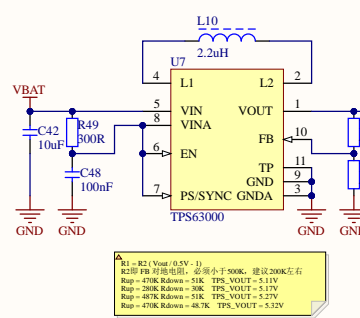 L10
2.2uH
U7
4
L1
L2
2
VBAT
5
VIN
VOUT
1
C42
10uF
R49
300R
8
VINA
FB
10
C48
100nF
6
EN
TP
11
GND
9
7
PS/SYNC
GNDA
3
TPS63000
GND
GND
GND
R1 = R2 ( Vout / 0.5V - 1)
R2即 FB 对地电阻，必须小于500K，建议200K左右
Rup = 470K Rdown = 51K TPS_VOUT = 5.11V
Rup = 280K Rdown = 30K TPS_VOUT = 5.17V
Rup = 487K Rdown = 51K TPS_VOUT = 5.27V
Rup = 470K Rdown = 48.7K TPS_VOUT = 5.32V